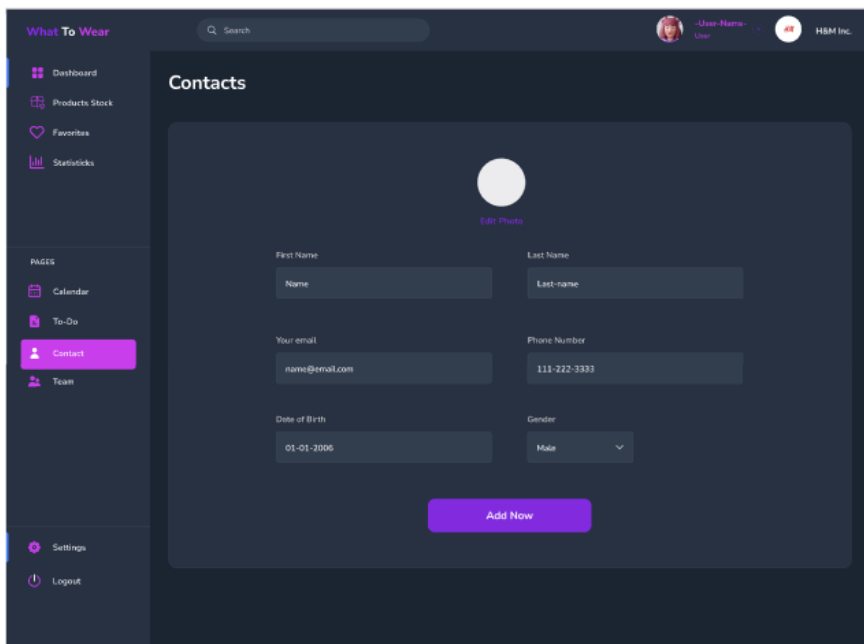 What To Wear
Search
-User-Name-
User
H&M
H&M Inc.
Dashboard
Products Stock
Favorites
Statisticks
PAGES
Calendar
To-Do
Contact
Team
Settings
Logout
Contacts
Edit Photo
First Name
Last Name
Name
Last-name
Your email
Phone Number
name@email.com
111-222-3333
Date of Birth
Gender
01-01-2006
Male
Add Now